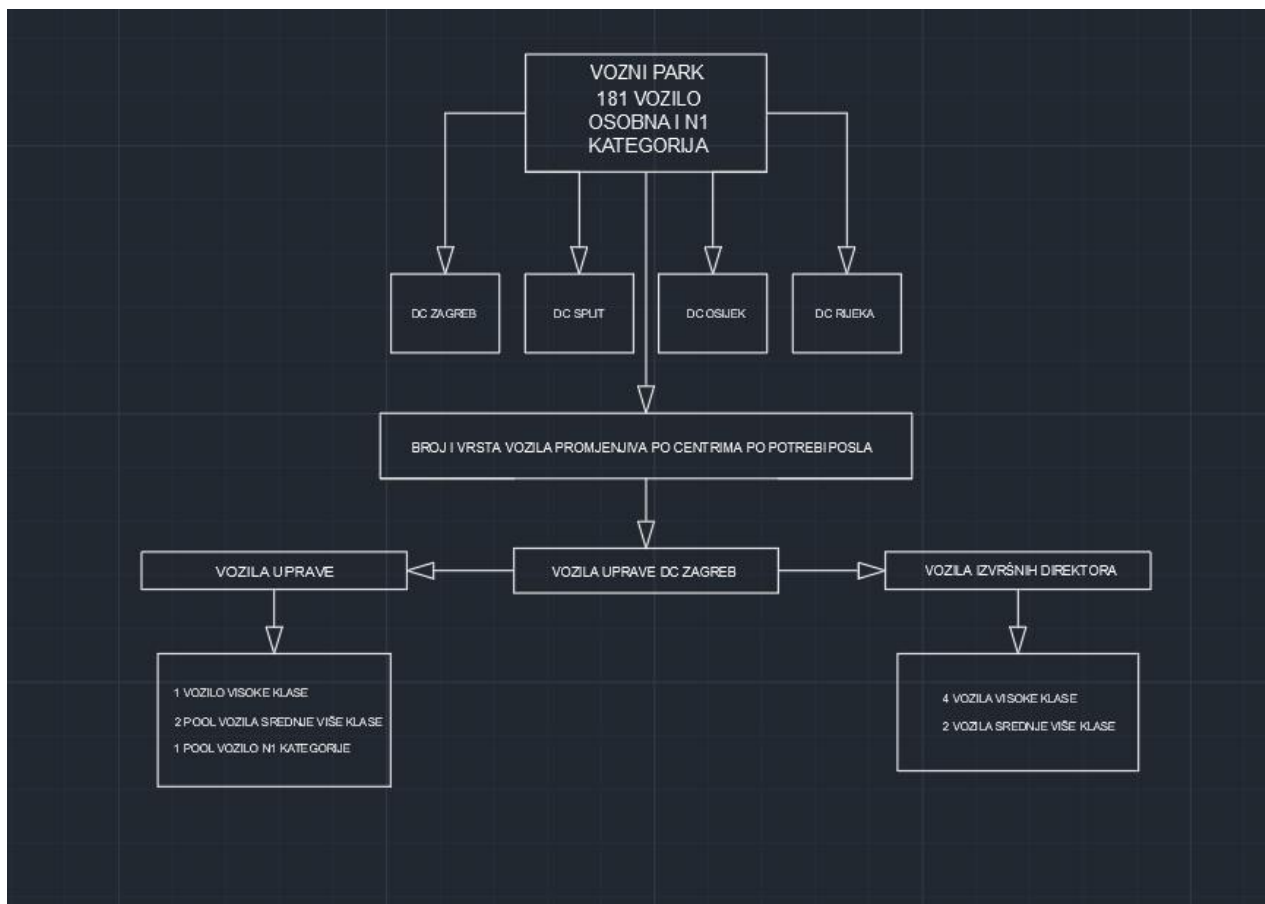 VOZNI PARK
181 VOZILO
OSOBNA I N1
KATEGORIJA
DC ZAGREB
DC SPLIT
DC OSIJEK
DC RIJEKA
BROJ I VRSTA VOZILA PROMJENJIVA PO CENTRIMA PO POTREBI POSLA
VOZILA UPRAVE
VOZILA UPRAVE DC ZAGREB
VOZILA IZVRŠNIH DIREKTORA
1 VOZILO VISOKE KLASE
2 POOL VOZILA SREDNJE VIŠE KLASE
1 POOL VOZILO N1 KATEGORIJE
4 VOZILA VISOKE KLASE
2 VOZILA SREDNJE VIŠE KLASE